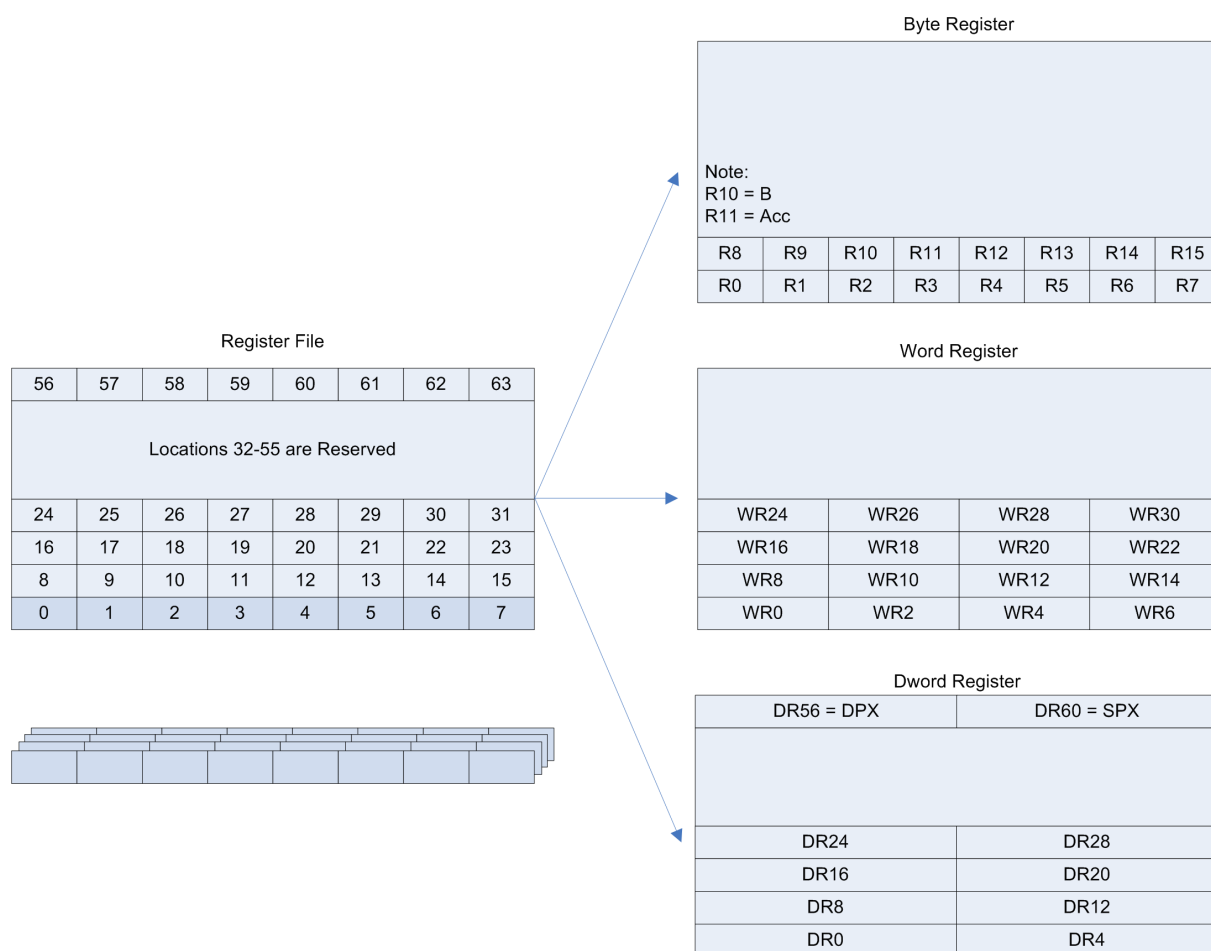 Byte Register
Note:
R10 = B
R11 = Acc
R8 R9 R10 R11 R12 R13 R14 R15
R0 R1 R2 R3 R4 R5 R6 R7
Register File
56 57 58 59 60 61 62 63
Locations 32-55 are Reserved
24 25 26 27 28 29 30 31
16 17 18 19 20 21 22 23
8 9 10 11 12 13 14 15
0 1 2 3 4 5 6 7
Word Register
WR24 WR26 WR28 WR30
WR16 WR18 WR20 WR22
WR8 WR10 WR12 WR14
WR0 WR2 WR4 WR6
Dword Register
DR56 = DPX DR60 = SPX
DR24 DR28
DR16 DR20
DR8 DR12
DR0 DR4